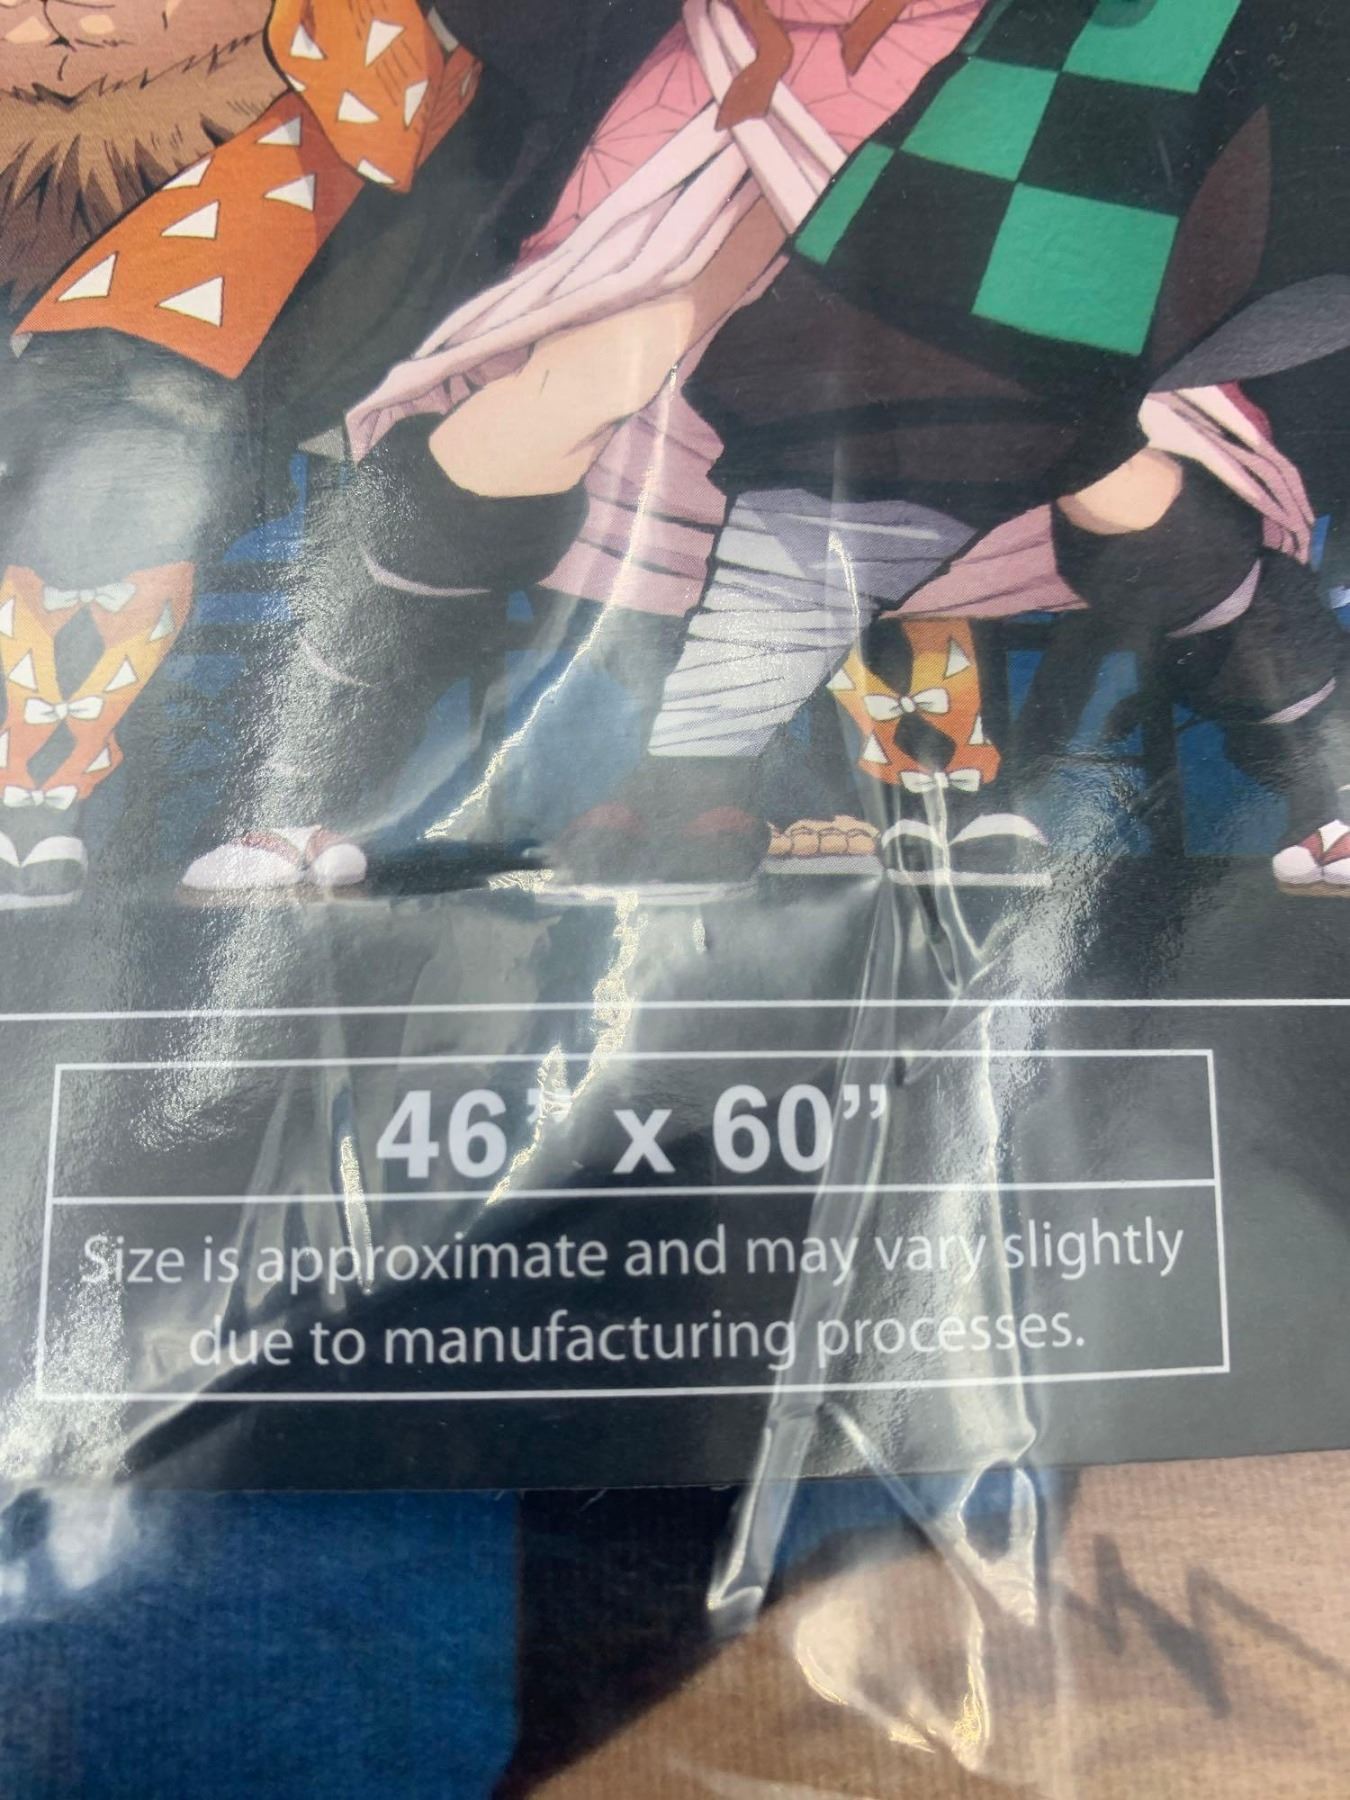 46” x 60”
Size is approximate and may vary slightly
due to manufacturing processes.